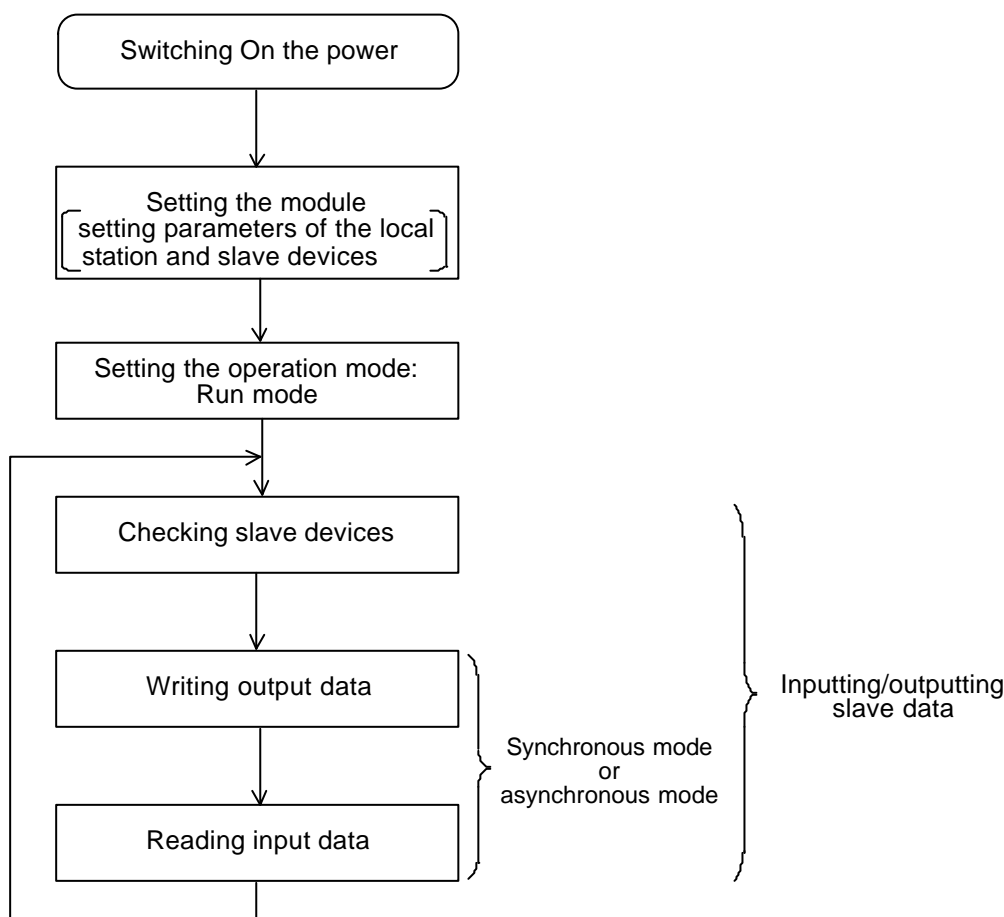 Switching On the power
Setting the module
setting parameters of the local
station and slave devices
Setting the operation mode:
Run mode
Checking slave devices
Writing output data
Reading input data
Synchronous mode
or
asynchronous mode
Inputting/outputting
slave data